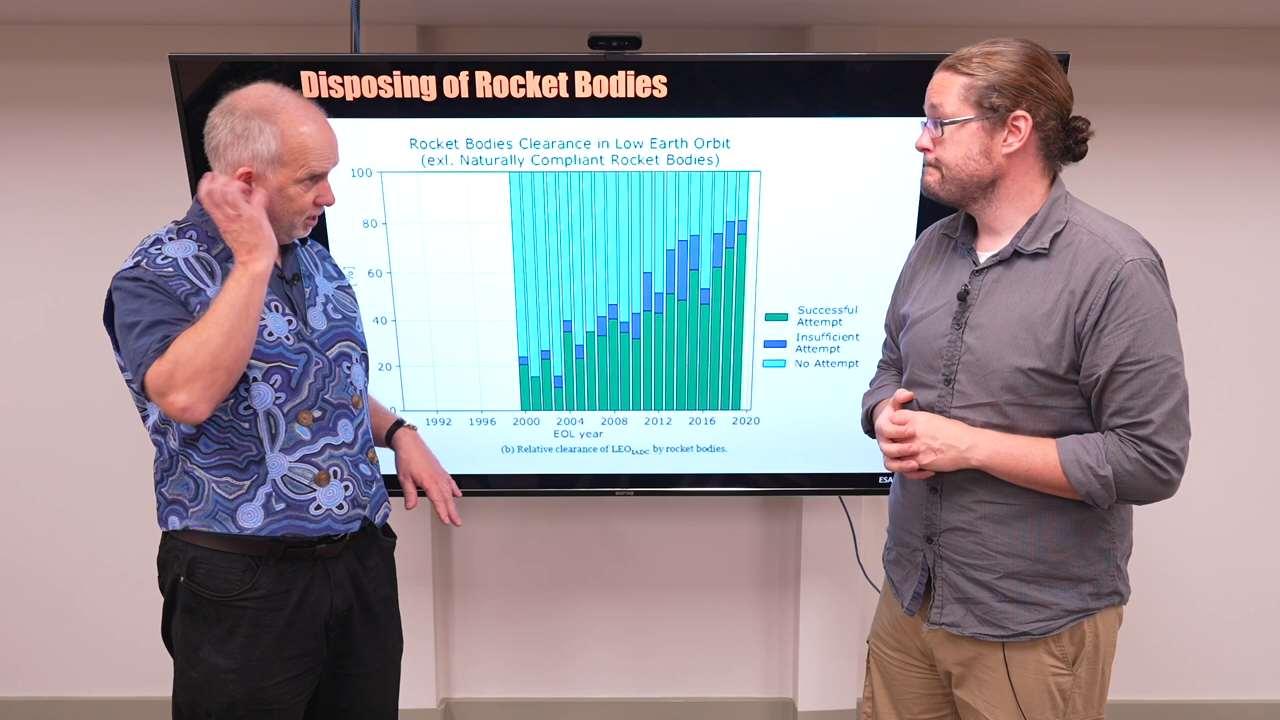 Disposing of Rocket Bodies
Rocket Bodies Clearance in Low Earth Orbit
(exl. Naturally Compliant Rocket Bodies)
100
80
60
40
20
0
[%]
1992 1996 2000 2004 2008 2012 2016 2020
EOL year
Successful
Attempt
Insufficient
Attempt
No Attempt
(b) Relative clearance of LEOIADC by rocket bodies.
ESA
SONY